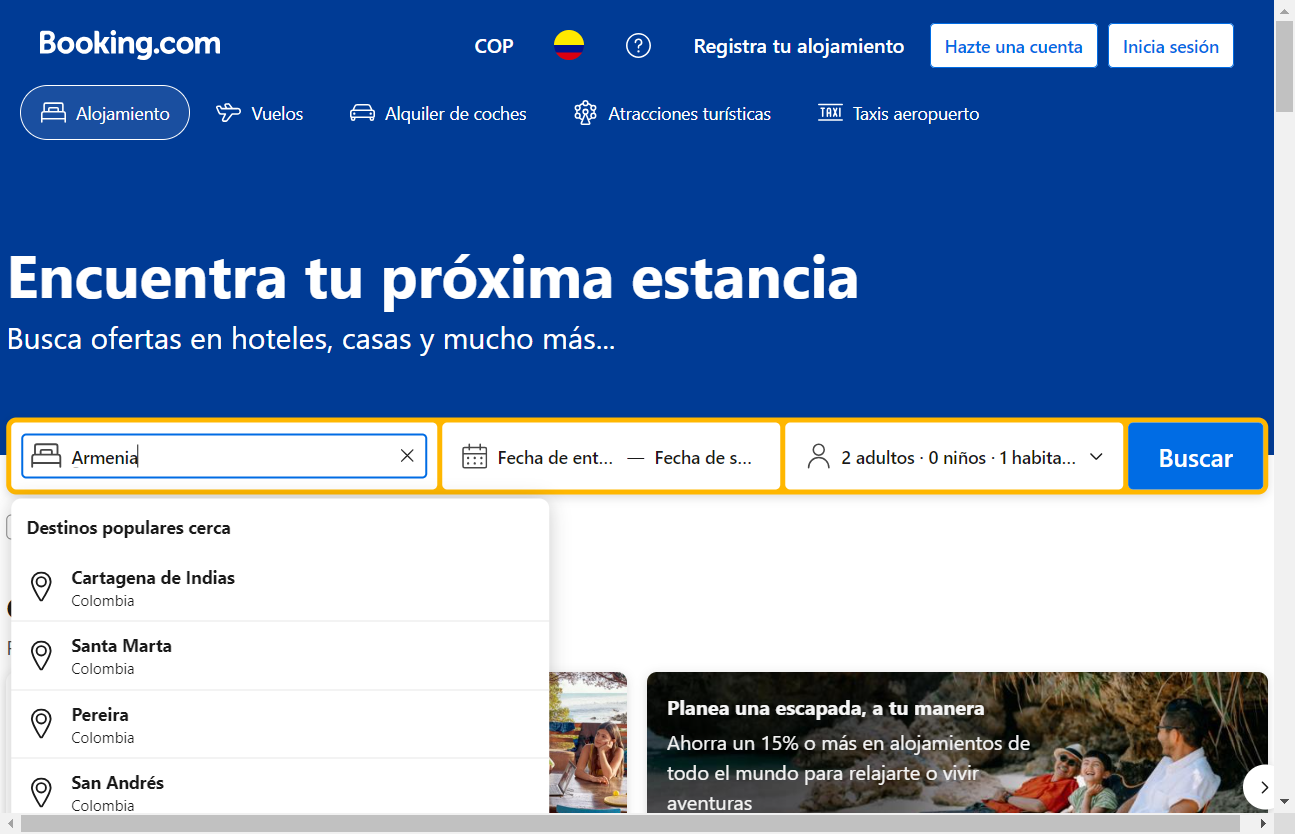 Booking.com
COP
Registra tu alojamiento
Hazte una cuenta
Inicia sesión
Alojamiento
Vuelos
Alquiler de coches
Atracciones turísticas
TAXI
Taxis aeropuerto
Encuentra tu próxima estancia
Busca ofertas en hoteles, casas y mucho más...
Armenia
Fecha de ent... — Fecha de s...
2 adultos · 0 niños · 1 habita...
Buscar
Destinos populares cerca
Cartagena de Indias
Colombia
Santa Marta
Colombia
Pereira
Colombia
San Andrés
Colombia
Planea una escapada, a tu manera
Ahorra un 15% o más en alojamientos de
todo el mundo para relajarte o vivir
aventuras